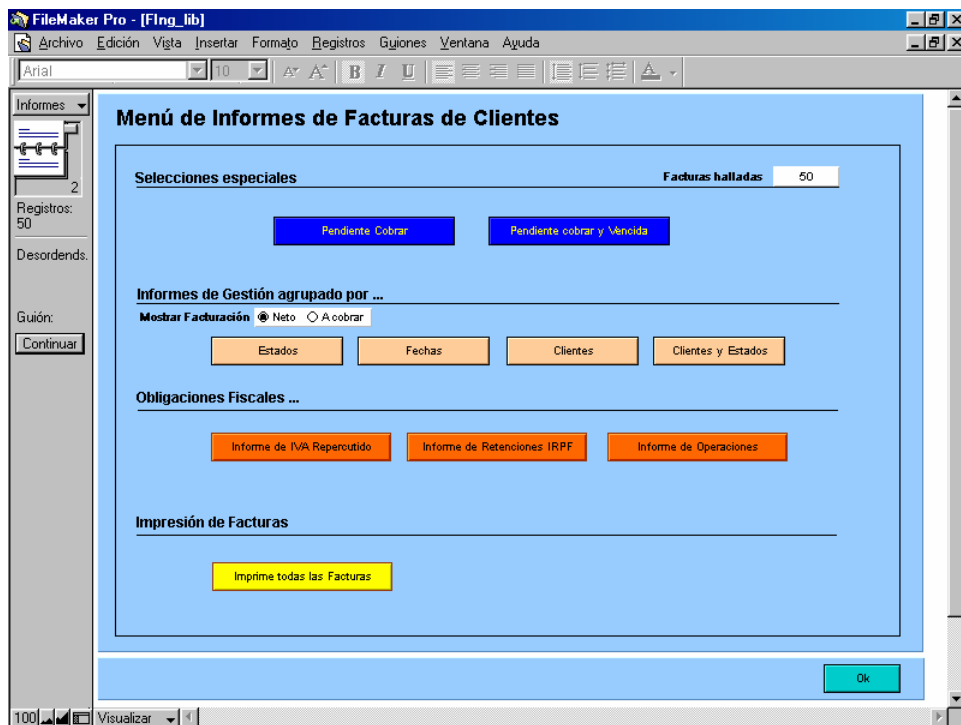 FileMaker Pro - [FIng_lib]
Archivo Edición Vista Insertar Formato Registros Guiones Ventana Ayuda
Arial 10 B I U A
Informes
2
Registros:
50
Desordends.
Guión:
Continuar
Menú de Informes de Facturas de Clientes
Selecciones especiales Facturas halladas 50
Pendiente Cobrar Pendiente cobrar y Vencida
Informes de Gestión agrupado por ...
Mostrar Facturación Neto A cobrar
Estados Fechas Clientes Clientes y Estados
Obligaciones Fiscales ...
Informe de IVA Repercutido Informe de Retenciones IRPF Informe de Operaciones
Impresión de Facturas
Imprime todas las Facturas
Ok
100 Visualizar